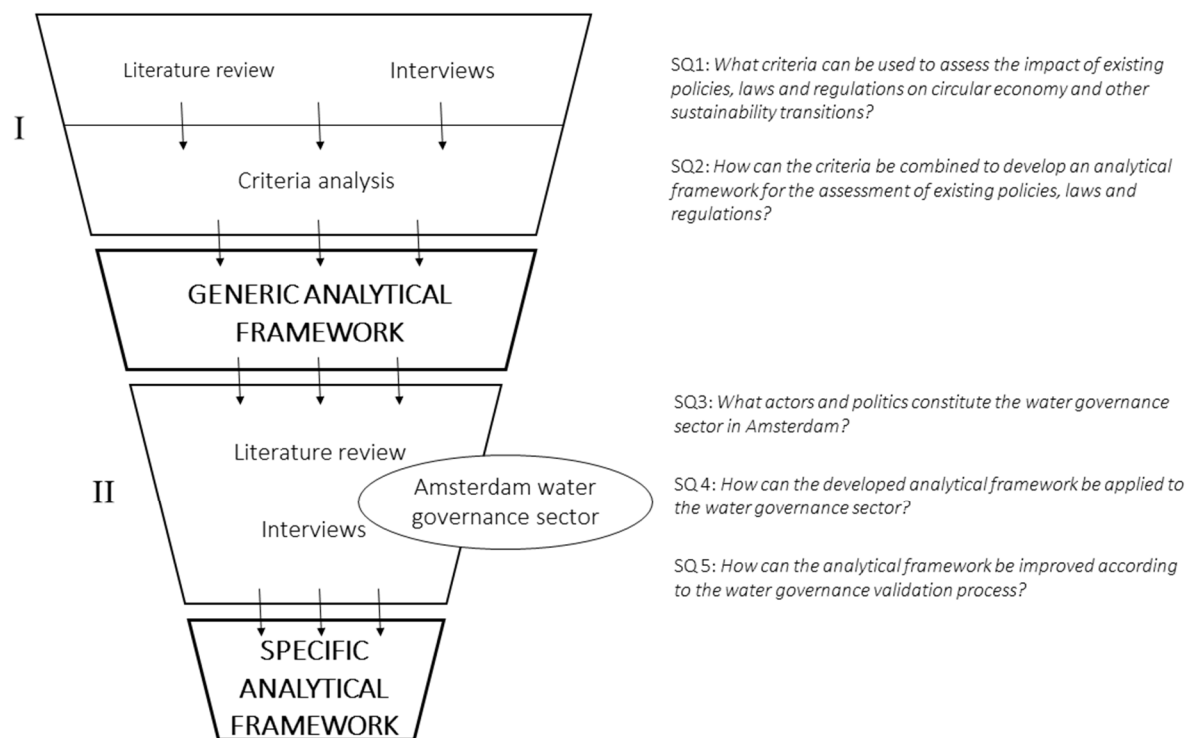 Literature review
Interviews
I
Criteria analysis
GENERIC ANALYTICAL
FRAMEWORK
Literature review
II
Interviews
Amsterdam water
governance sector
SPECIFIC
ANALYTICAL
FRAMEWORK
SQ1: What criteria can be used to assess the impact of existing
policies, laws and regulations on circular economy and other
sustainability transitions?
SQ2: How can the criteria be combined to develop an analytical
framework for the assessment of existing policies, laws and
regulations?
SQ3: What actors and politics constitute the water governance
sector in Amsterdam?
SQ 4: How can the developed analytical framework be applied to
the water governance sector?
SQ 5: How can the analytical framework be improved according
to the water governance validation process?